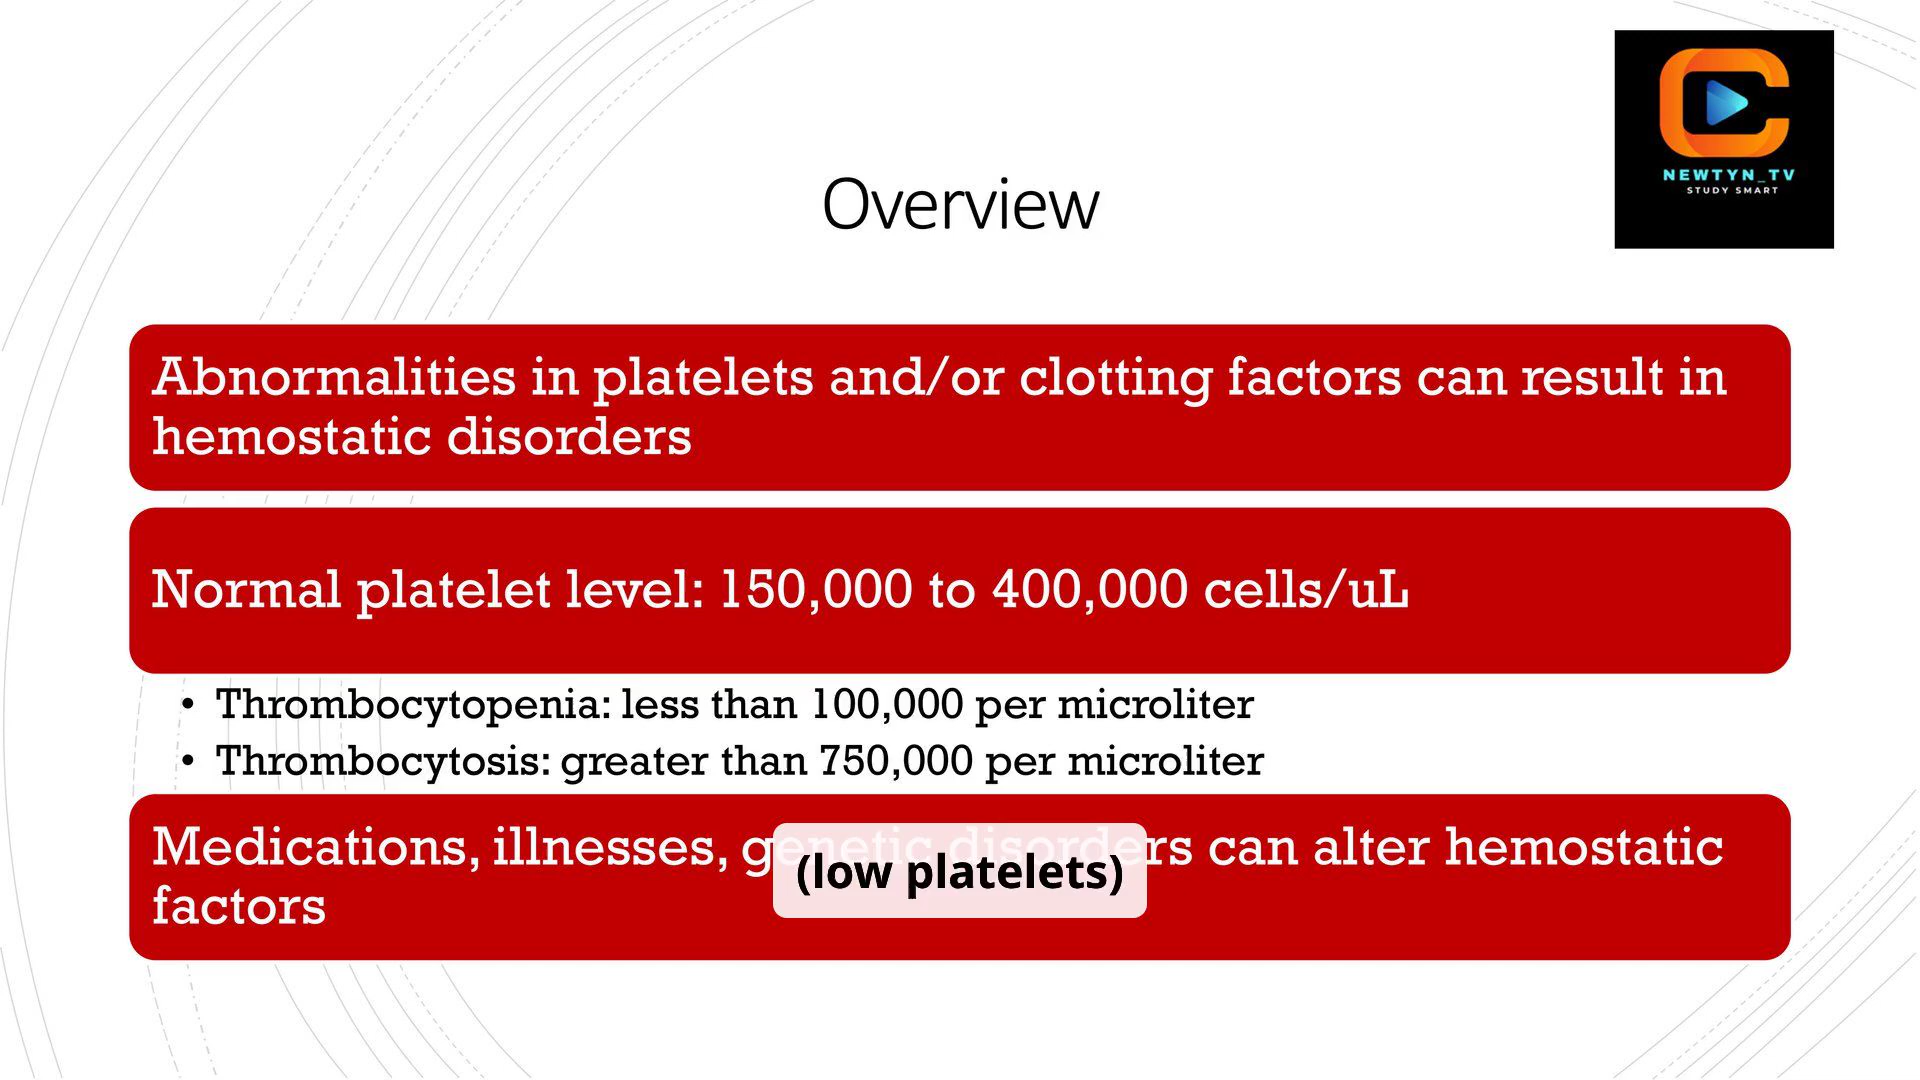 NEWTYN_TV
STUDY SMART
Overview
Abnormalities in platelets and/or clotting factors can result in
hemostatic disorders
Normal platelet level: 150,000 to 400,000 cells/uL
• Thrombocytopenia: less than 100,000 per microliter
• Thrombocytosis: greater than 750,000 per microliter
Medications, illnesses, genetic disorders can alter hemostatic
factors
(low platelets)